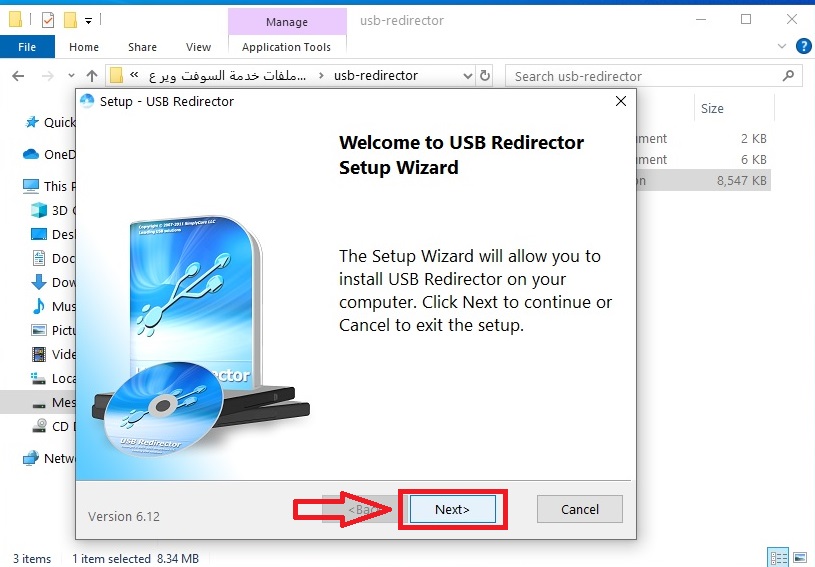 Manage
usb-redirector
File
Home
Share
View
Application Tools
« ملفات خدمة السوفت وير ع... › usb-redirector
Search usb-redirector
Setup - USB Redirector
Size
Quick
OneD
This P
3D
Desk
Doc
Dow
Mus
Pictu
Vide
Loca
Mes
CD
Netw
ment
2 KB
ment
6 KB
on
8,547 KB
Welcome to USB Redirector
Setup Wizard
The Setup Wizard will allow you to
install USB Redirector on your
computer. Click Next to continue or
Cancel to exit the setup.
Copyright © 2007-2011 SimplyCore LLC
USB Redirector
Version 6.12
<Back
Next>
Cancel
3 items
1 item selected 8.34 MB